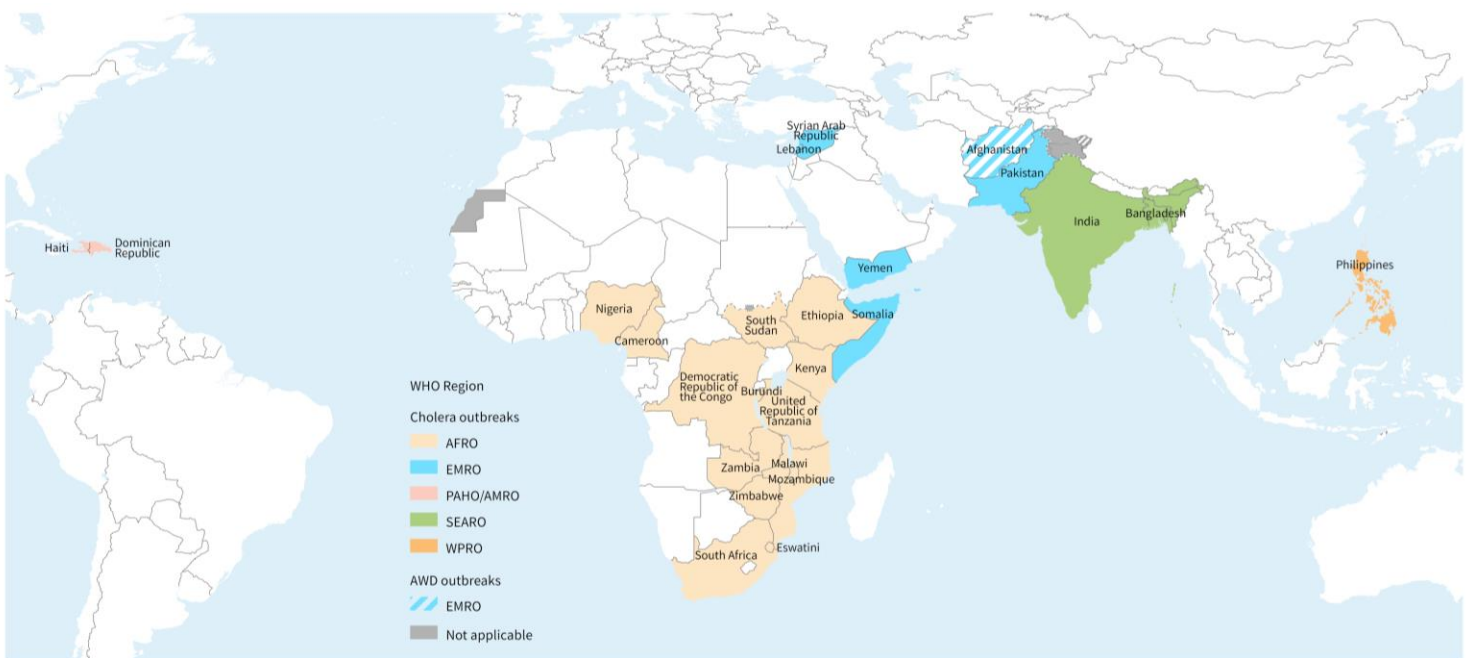 Syrian Arab
Republic
Lebanon
Afghanistan
Pakistan
India
Bangladesh
Haiti
Dominican
Republic
Philippines
Yemen
Nigeria
South
Sudan
Ethiopia
Somalia
Cameroon
Kenya
Democratic
Republic of
the Congo
Burundi
United
Republic of
Tanzania
Zambia
Malawi
Mozambique
Zimbabwe
South Africa
Eswatini
WHO Region
Cholera outbreaks
AFRO
EMRO
PAHO/AMRO
SEARO
WPRO
AWD outbreaks
EMRO
Not applicable